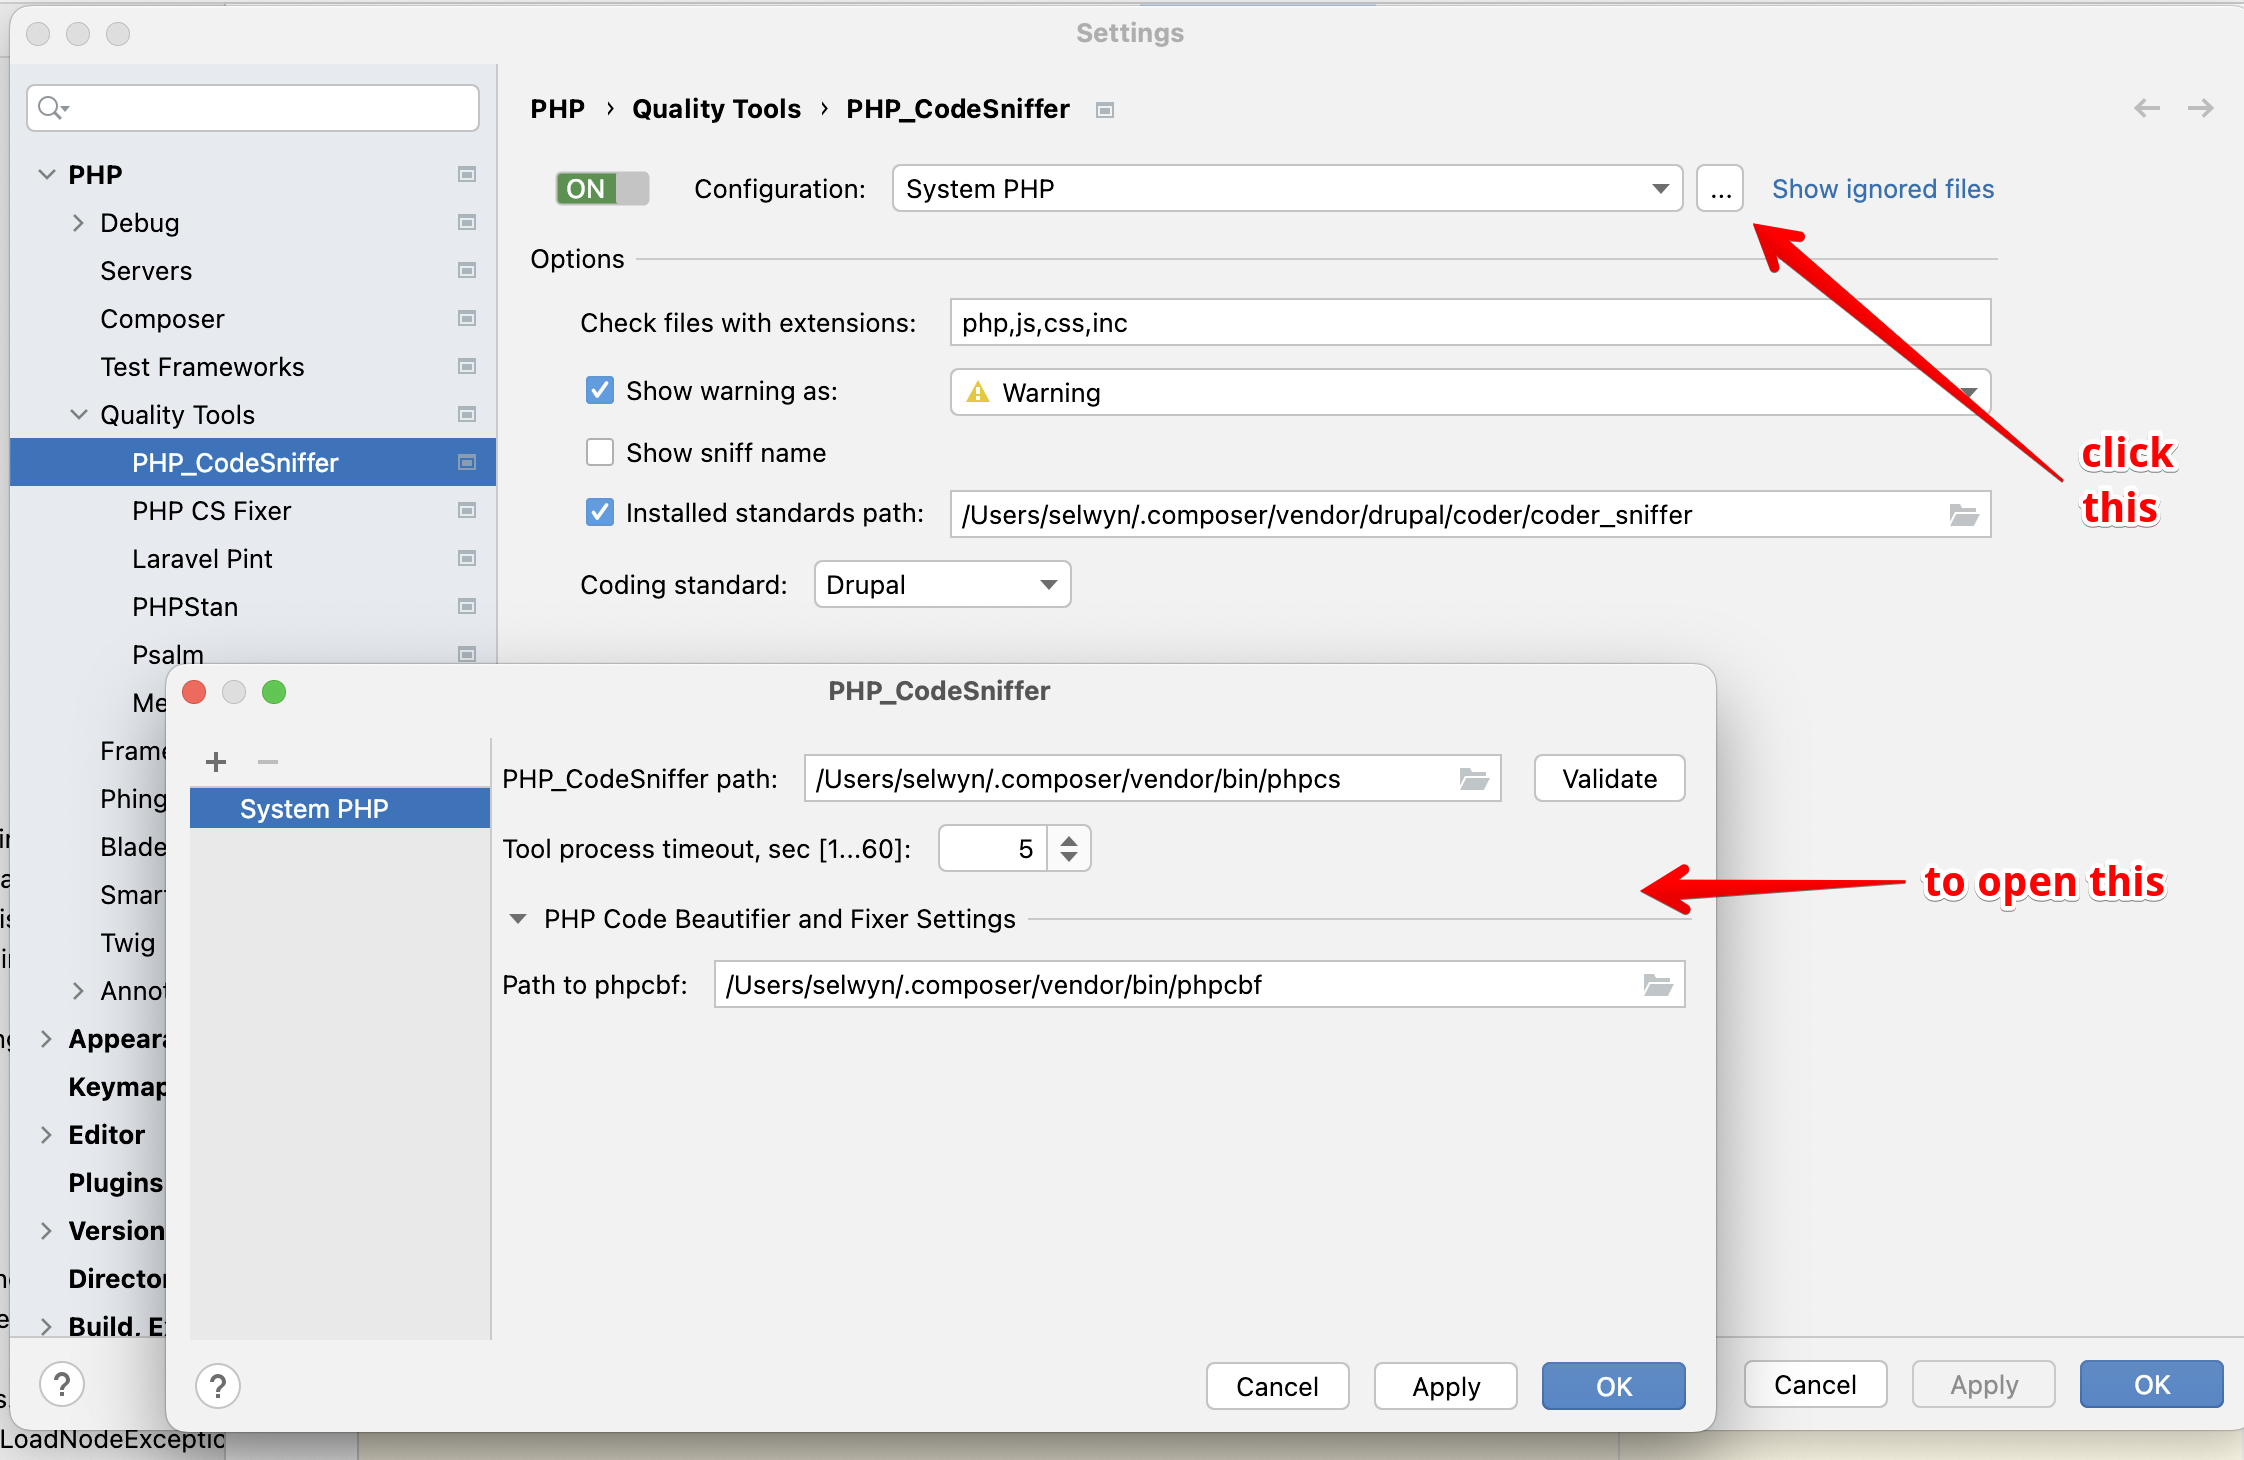 Settings
PHP › Quality Tools › PHP_CodeSniffer
PHP
Debug
Servers
Composer
Test Frameworks
Quality Tools
PHP_CodeSniffer
PHP CS Fixer
Laravel Pint
PHPStan
Psalm
Me
Frame
Phing
Blade
Smar
Twig
Annot
Appeara
Keymap
Editor
Plugins
Version
Director
Build, E
ON Configuration: System PHP ... Show ignored files
Options
Check files with extensions: php,js,css,inc
Show warning as: Warning
Show sniff name
Installed standards path: /Users/selwyn/.composer/vendor/drupal/coder/coder_sniffer
Coding standard: Drupal
click
this
PHP_CodeSniffer
+ −
System PHP
PHP_CodeSniffer path: /Users/selwyn/.composer/vendor/bin/phpcs Validate
Tool process timeout, sec [1...60]: 5
PHP Code Beautifier and Fixer Settings
Path to phpcbf: /Users/selwyn/.composer/vendor/bin/phpcbf
to open this
? Cancel Apply OK
? Cancel Apply OK
LoadNodeExceptio